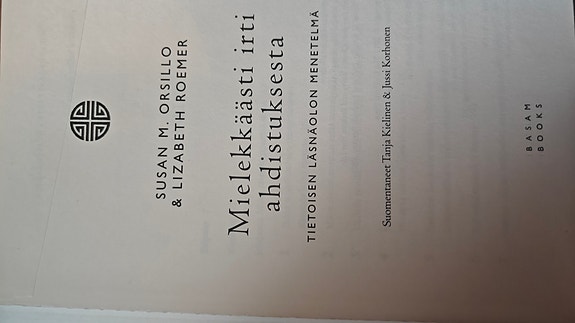 SUSAN M. ORSILLO
& LIZABETH ROEMER
Mielekkäästi irti
ahdistuksesta
TIETOISEN LÄSNÄOLON MENETELMÄ
Suomentaneet Tanja Kielinen & Jussi Korhonen
BASAM
BOOKS